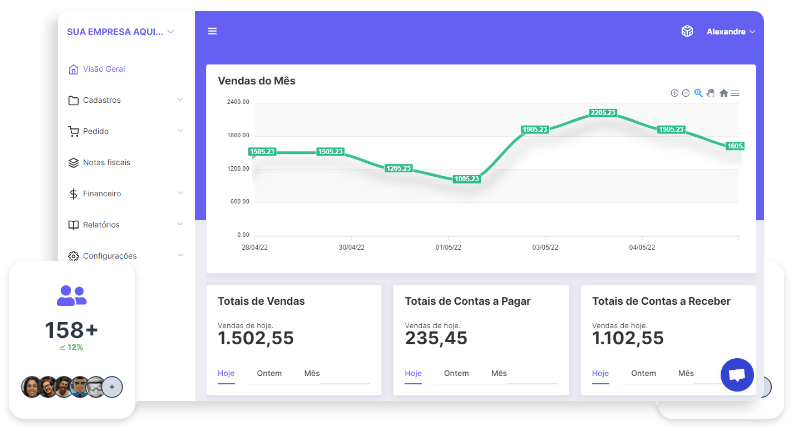 SUA EMPRESA AQUI...
Alexandre
Visão Geral
Cadastros
Pedido
Notas fiscais
Financeiro
Relatórios
Configurações
Vendas do Mês
2400.00
1800.00
1200.00
600.00
0.00
1505.23
1505.23
1205.23
1005.23
1905.23
2205.23
1905.23
1605.
28/04/22
30/04/22
01/05/22
03/05/22
04/05/22
158+
12%
Totais de Vendas
Vendas de hoje.
1.502,55
Hoje Ontem Mês
Totais de Contas a Pagar
Vendas de hoje.
235,45
Hoje Ontem Mês
Totais de Contas a Receber
Vendas de hoje.
1.102,55
Hoje Ontem Mês